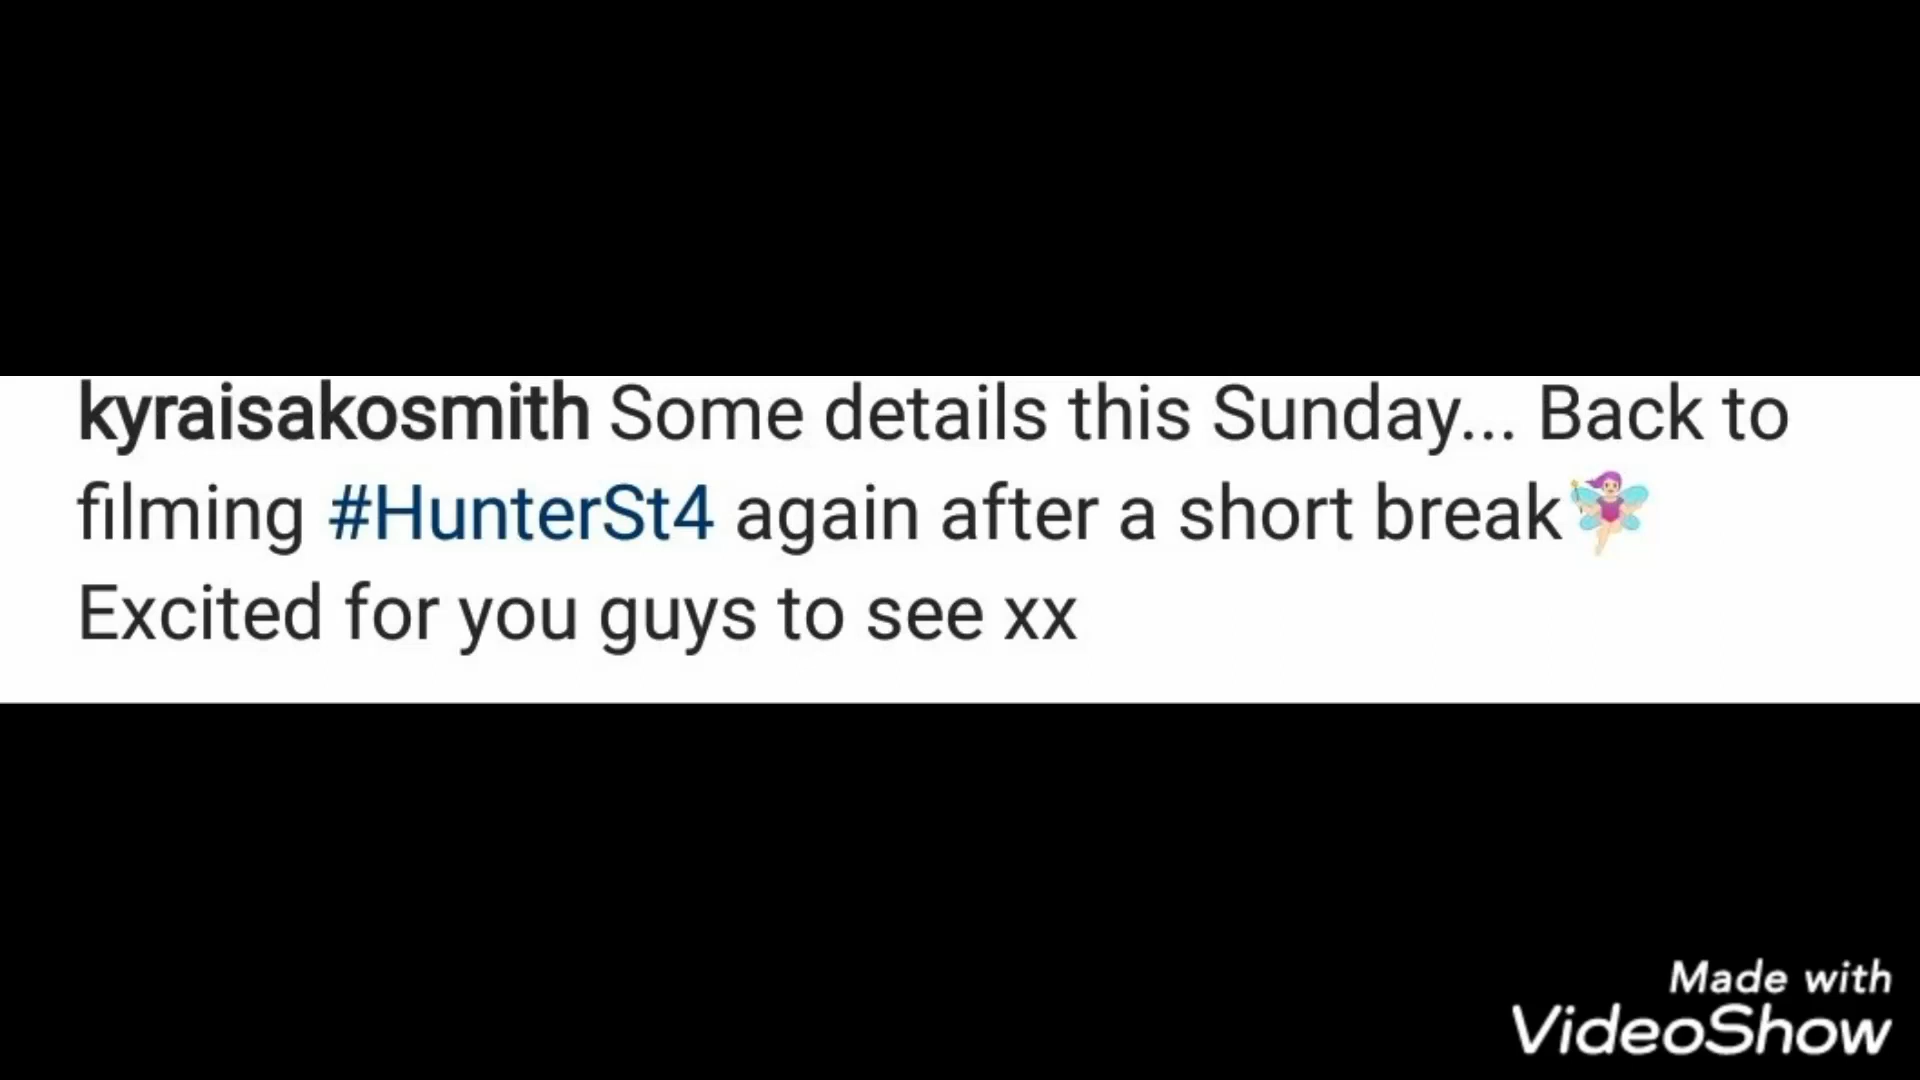 kyraisakosmith Some details this Sunday... Back to
filming #HunterSt4 again after a short break🧚🏻‍♀️
Excited for you guys to see xx
Made with
VideoShow